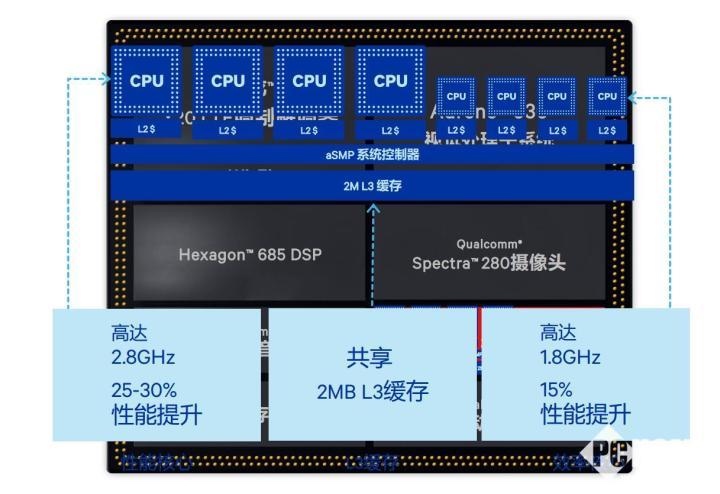 CPU CPU CPU CPU CPU CPU CPU CPU
L2$ L2$ L2$ L2$ L2$ L2$ L2$ L2$
aSMP 系统控制器
2M L3 缓存
Hexagon™ 685 DSP
Qualcomm®
Spectra™ 280摄像头
高达
2.8GHz
25-30%
性能提升
共享
2MB L3缓存
高达
1.8GHz
15%
性能提升
性能核心 L3缓存
PC